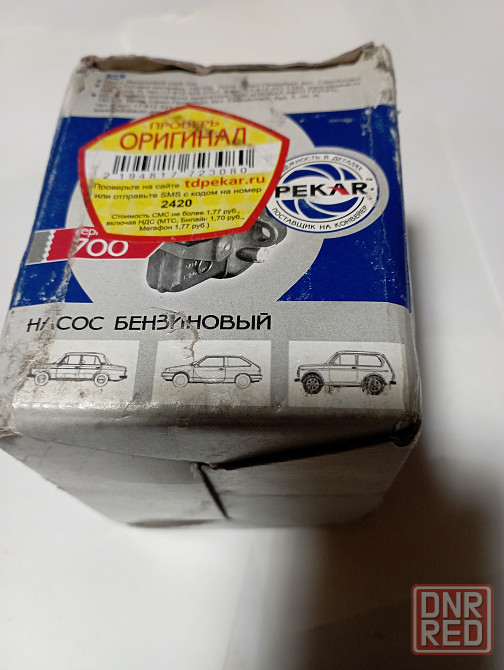 ПРОВЕРЬ
ОРИГИНАЛ
2 194817 723080
Проверьте на сайте tdpekar.ru
или отправьте SMS с кодом на номер
2420
Стоимость СМС не более 1,77 руб.,
включая НДС (МТС, Билайн 1,70 руб.,
Мегафон 1,77 руб.)
В ДЕТАЛЯХ
PEKAR
ПОСТАВЩИК НА КОНВЕЙЕР
700
НАСОС БЕНЗИНОВЫЙ
DNR
RED